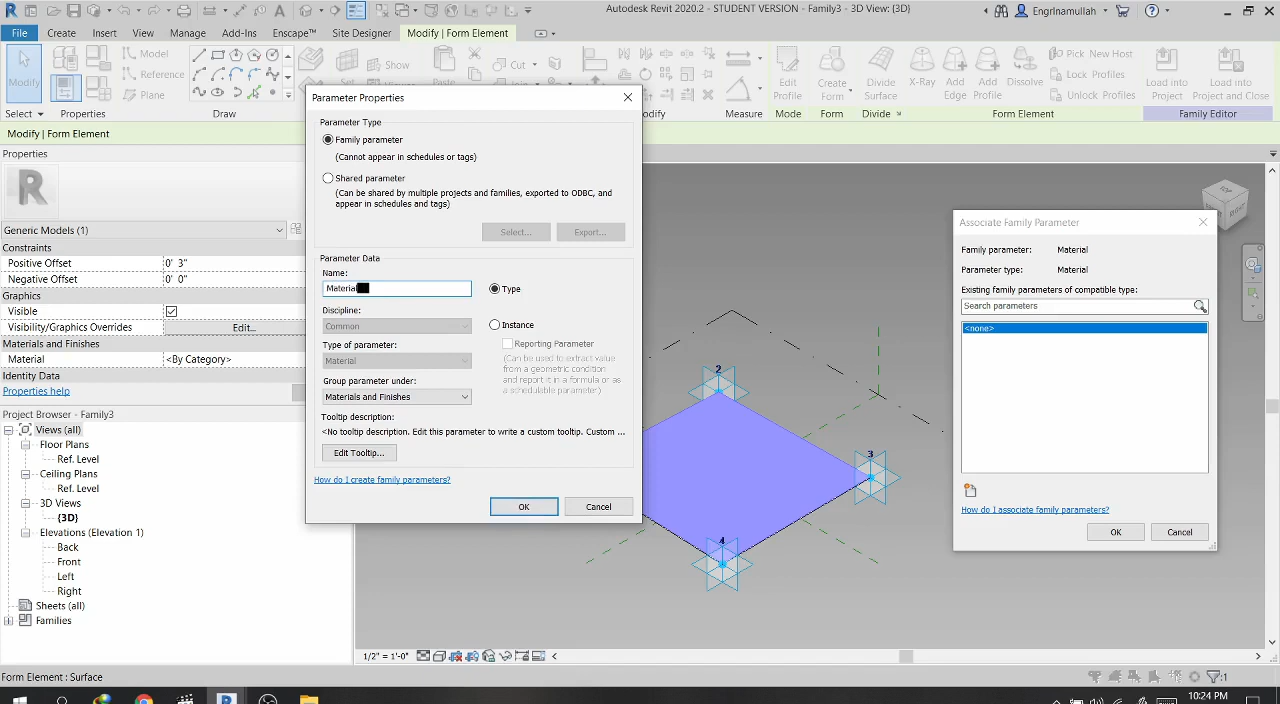 Autodesk Revit 2020.2 - STUDENT VERSION - Family3 - 3D View: {3D}
Engrinamullah
File Create Insert View Manage Add-Ins Enscape™ Site Designer Modify | Form Element
Modify
Model
Reference
Plane
Set
Show
Paste
Cut
Edit Profile
Create Form
Divide Surface
X-Ray
Add Edge
Add Profile
Dissolve
Pick New Host
Lock Profiles
Unlock Profiles
Load into Project
Load into Project and Close
Select Properties Draw Measure Mode Form Divide Form Element Family Editor
Modify | Form Element
Properties
R
Generic Models (1)
Constraints
Positive Offset 0' 3"
Negative Offset 0' 0"
Graphics
Visible
Visibility/Graphics Overrides Edit...
Materials and Finishes
Material <By Category>
Identity Data
Properties help
Project Browser - Family3
Views (all)
Floor Plans
Ref. Level
Ceiling Plans
Ref. Level
3D Views
{3D}
Elevations (Elevation 1)
Back
Front
Left
Right
Sheets (all)
Families
Parameter Properties
Parameter Type
Family parameter
(Cannot appear in schedules or tags)
Shared parameter
(Can be shared by multiple projects and families, exported to ODBC, and
appear in schedules and tags)
Select... Export...
Parameter Data
Name:
Material
Type
Discipline:
Common
Instance
Reporting Parameter
(Can be used to extract value
from a geometric condition
and report it in a formula or as
a schedulable parameter)
Type of parameter:
Material
Group parameter under:
Materials and Finishes
Tooltip description:
<No tooltip description. Edit this parameter to write a custom tooltip. Custom ...
Edit Tooltip...
How do I create family parameters?
OK Cancel
2
3
4
Associate Family Parameter
Family parameter: Material
Parameter type: Material
Existing family parameters of compatible type:
Search parameters
<none>
How do I associate family parameters?
OK Cancel
1/2" = 1'-0"
Form Element : Surface
:1
10:24 PM